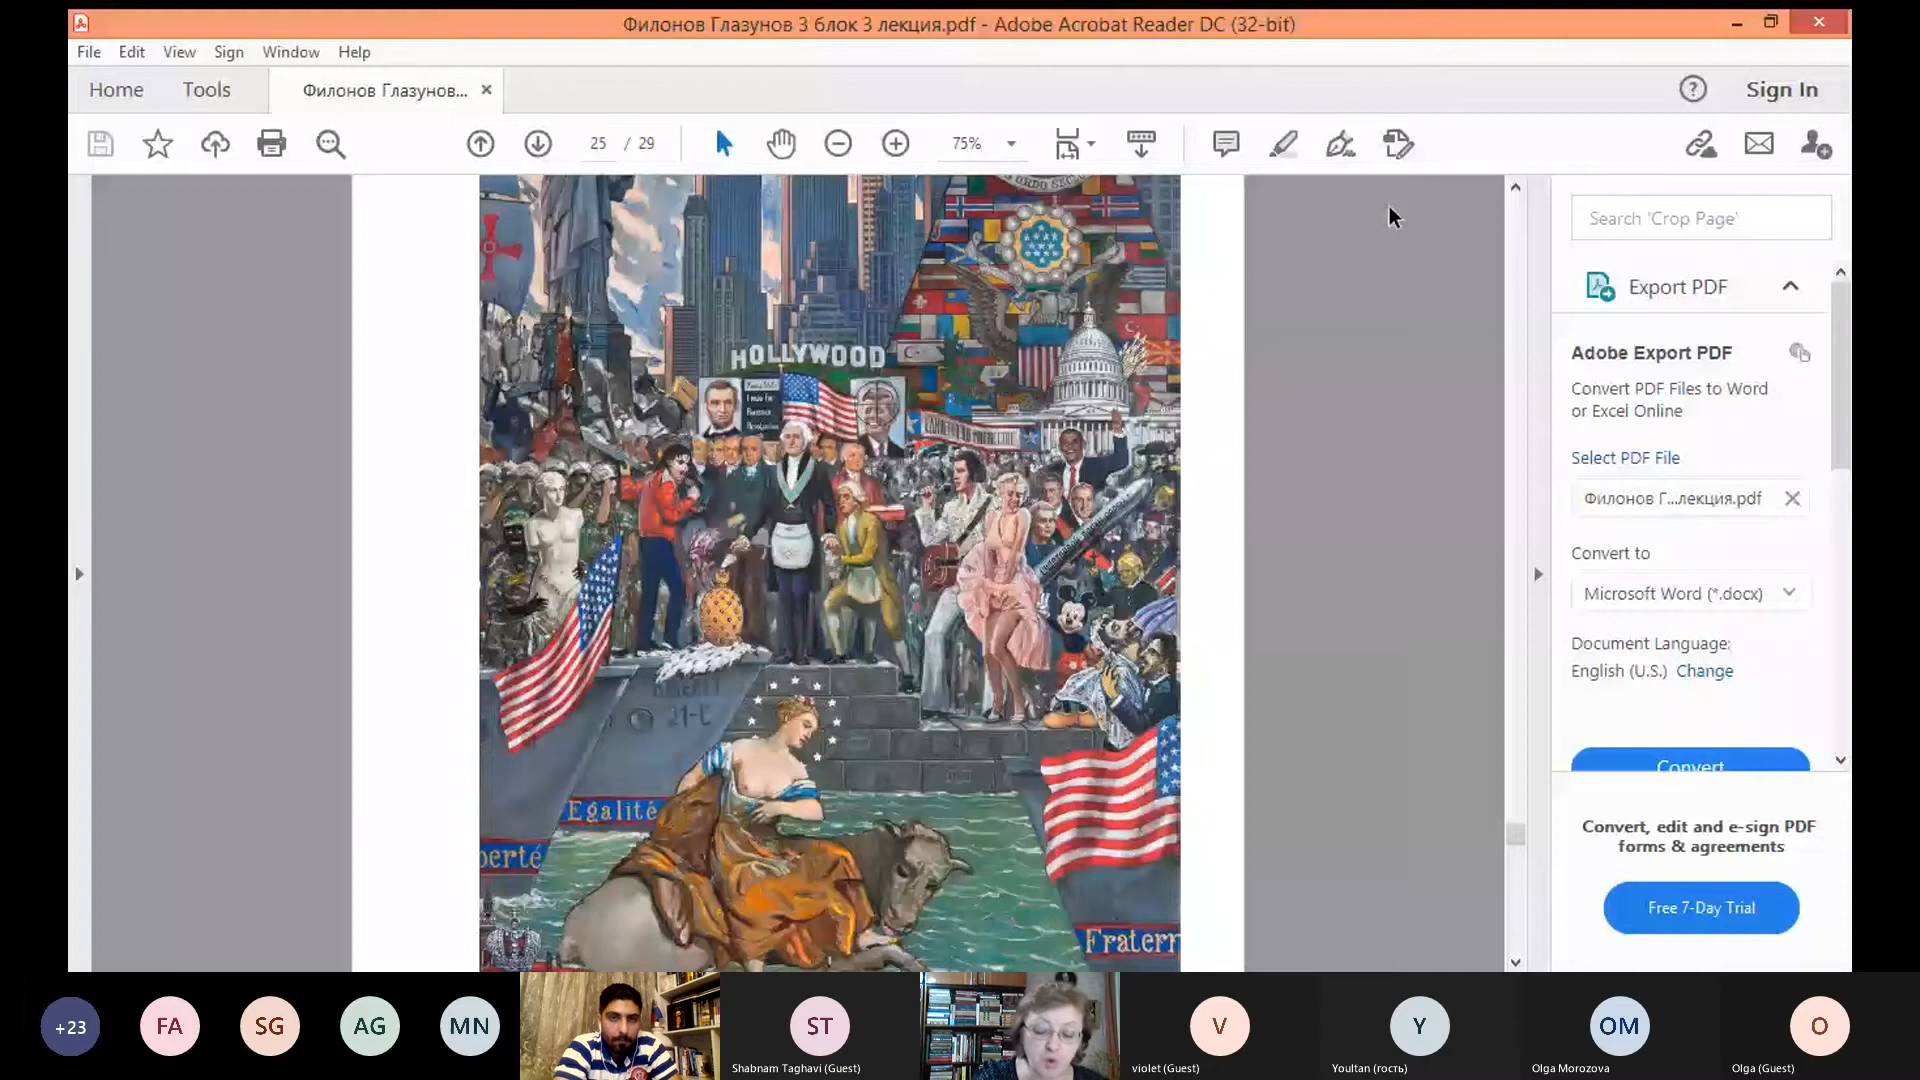 Филонов Глазунов 3 блок 3 лекция.pdf - Adobe Acrobat Reader DC (32-bit)
File Edit View Sign Window Help
Home Tools Филонов Глазунов... Sign In
25 / 29 75%
Search 'Crop Page'
Export PDF
Adobe Export PDF
Convert PDF Files to Word
or Excel Online
Select PDF File
Филонов Г...лекция.pdf
Convert to
Microsoft Word (*.docx)
Document Language:
English (U.S.) Change
Convert
Convert, edit and e-sign PDF
forms & agreements
Free 7-Day Trial
ORDO SECL
HOLLYWOOD
21-L
Egalité
berté
Fratern
+23 FA SG AG MN ST V Y OM O
Shabnam Taghavi (Guest) violet (Guest) Youltan (гость) Olga Morozova Olga (Guest)